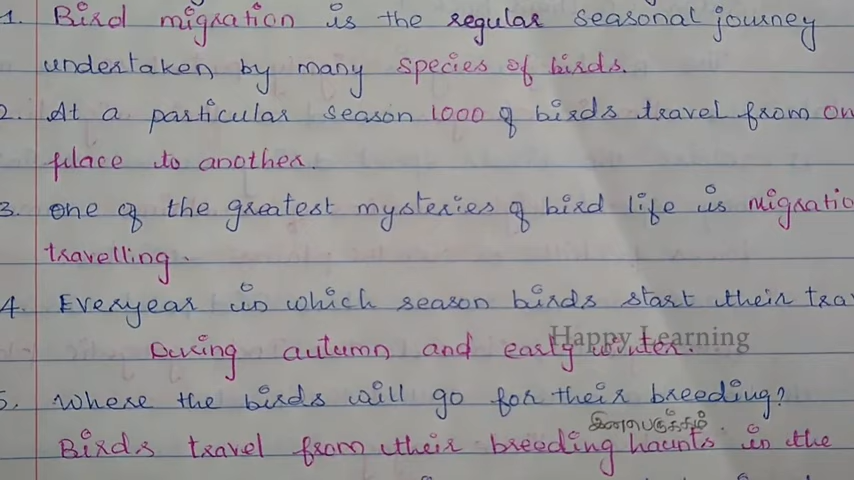 1. Bird migration is the regular seasonal journey
undertaken by many species of birds.
2. At a particular season 1000 of birds travel from on
place to another.
3. one of the greatest mysteries of bird life is migratio
travelling.
4. Everyyear in which season birds start their tra
During autumn and early winter.
Happy Learning
5. Where the birds will go for their breeding?
இனப்பெருக்கம்
Birds travel from their breeding haunts in the